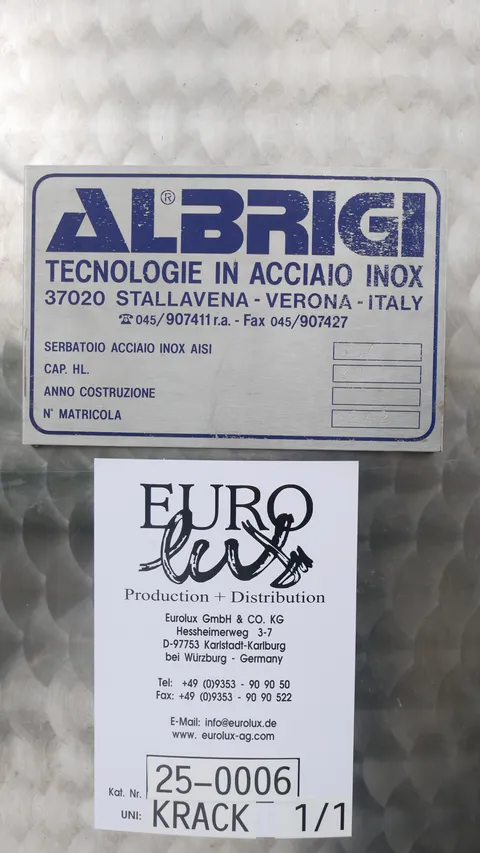 ALBRIGI®
TECNOLOGIE IN ACCIAIO INOX
37020 STALLAVENA - VERONA - ITALY
☎045/907411 r.a. - Fax 045/907427
SERBATOIO ACCIAIO INOX AISI
CAP. HL.
ANNO COSTRUZIONE
N° MATRICOLA
EURO
lux
Production + Distribution
Eurolux GmbH & CO. KG
Hessheimerweg 3-7
D-97753 Karlstadt-Karlburg
bei Würzburg - Germany
Tel: +49 (0)9353 - 90 90 50
Fax: +49 (0)9353 - 90 90 522
E-Mail: info@eurolux.de
www. eurolux-ag.com
Kat. Nr. 25-0006
UNI: KRACK 1/1